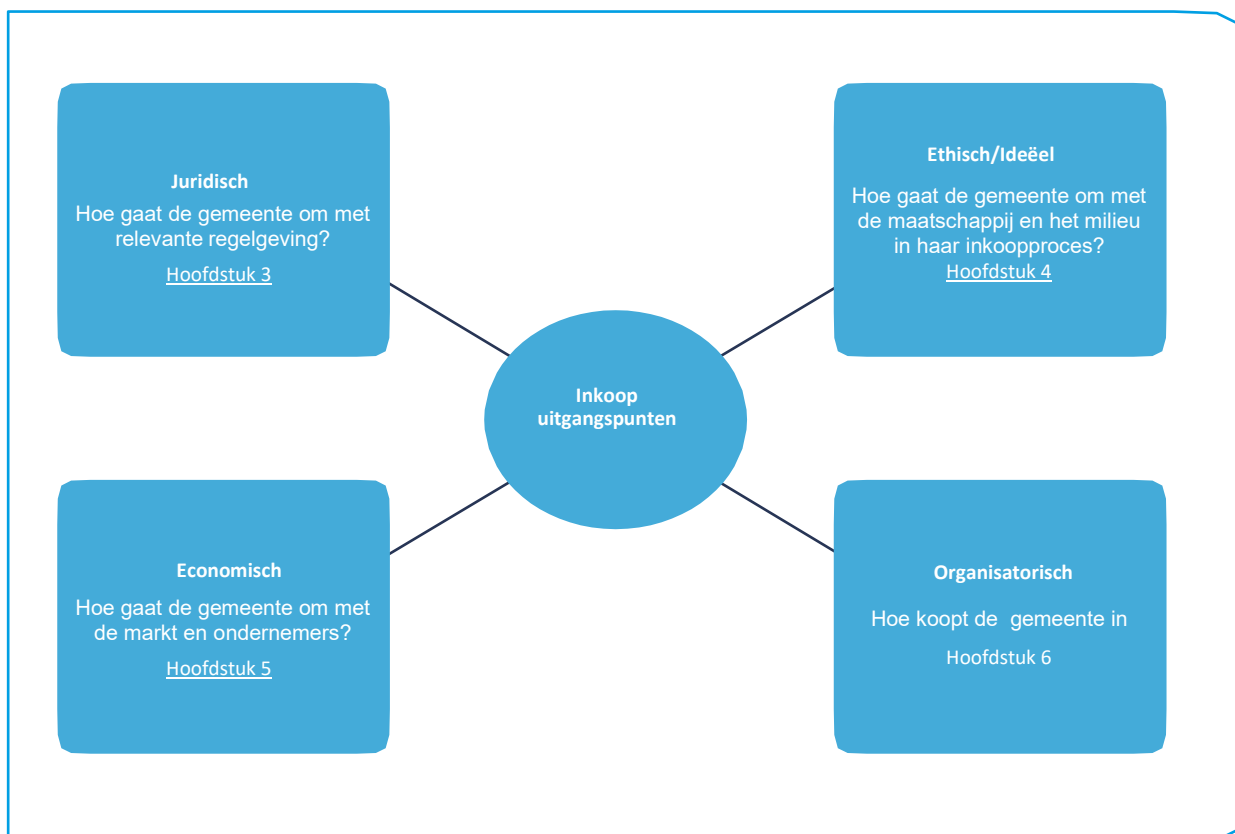 Juridisch
Hoe gaat de gemeente om met
relevante regelgeving?
Hoofdstuk 3
Ethisch/Ideëel
Hoe gaat de gemeente om met
de maatschappij en het milieu
in haar inkoopproces?
Hoofdstuk 4
Inkoop
uitgangspunten
Economisch
Hoe gaat de gemeente om met
de markt en ondernemers?
Hoofdstuk 5
Organisatorisch
Hoe koopt de  gemeente in
Hoofdstuk 6